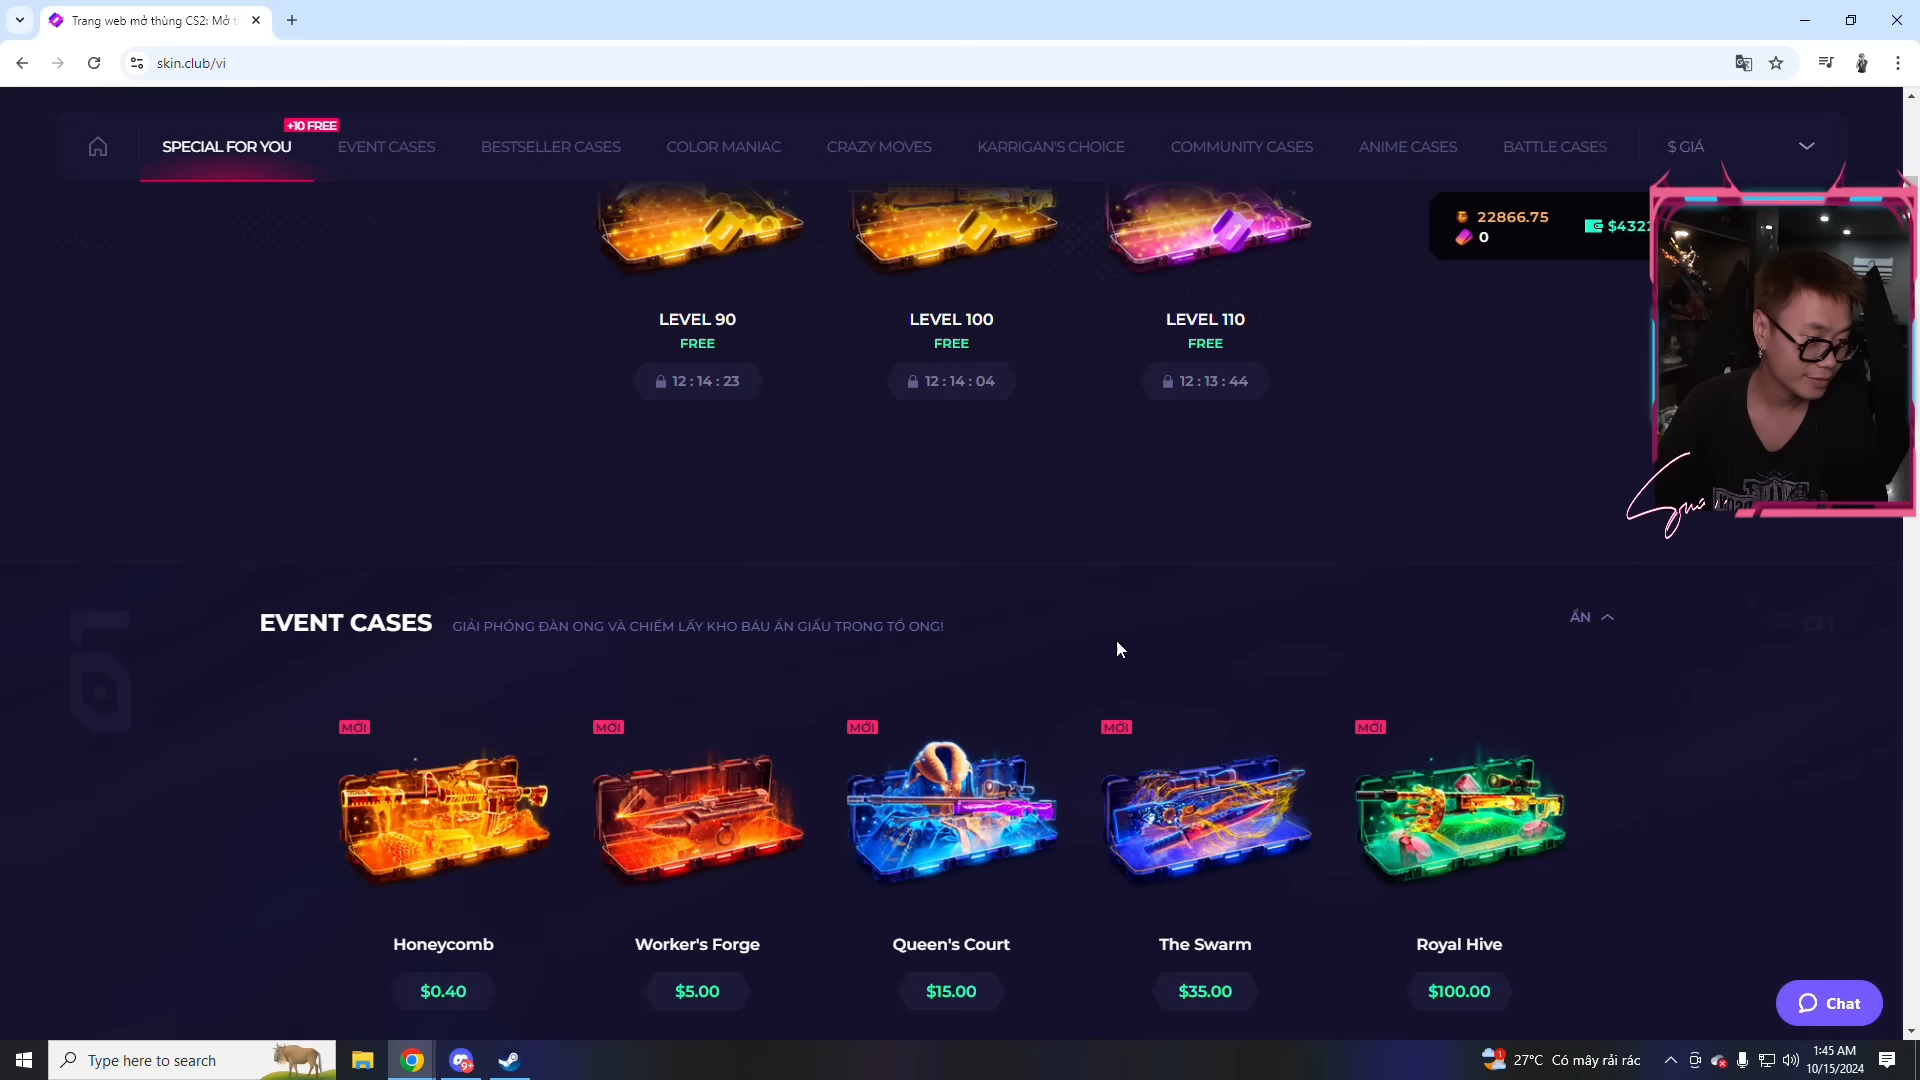 Trang web mở thùng CS2: Mở
skin.club/vi
+10 FREE
SPECIAL FOR YOU
EVENT CASES
BESTSELLER CASES
COLOR MANIAC
CRAZY MOVES
KARRIGAN'S CHOICE
COMMUNITY CASES
ANIME CASES
BATTLE CASES
$ GIÁ
22866.75
0
$4322
LEVEL 90
LEVEL 100
LEVEL 110
FREE
FREE
FREE
12 : 14 : 23
12 : 14 : 04
12 : 13 : 44
EVENT CASES
GIẢI PHÓNG ĐÀN ONG VÀ CHIẾM LẤY KHO BÁU ẨN GIẤU TRONG TỔ ONG!
ẨN
MỚI
MỚI
MỚI
MỚI
MỚI
Honeycomb
Worker's Forge
Queen's Court
The Swarm
Royal Hive
$0.40
$5.00
$15.00
$35.00
$100.00
Chat
Type here to search
9+
1
27°C Có mây rải rác
1:45 AM
10/15/2024